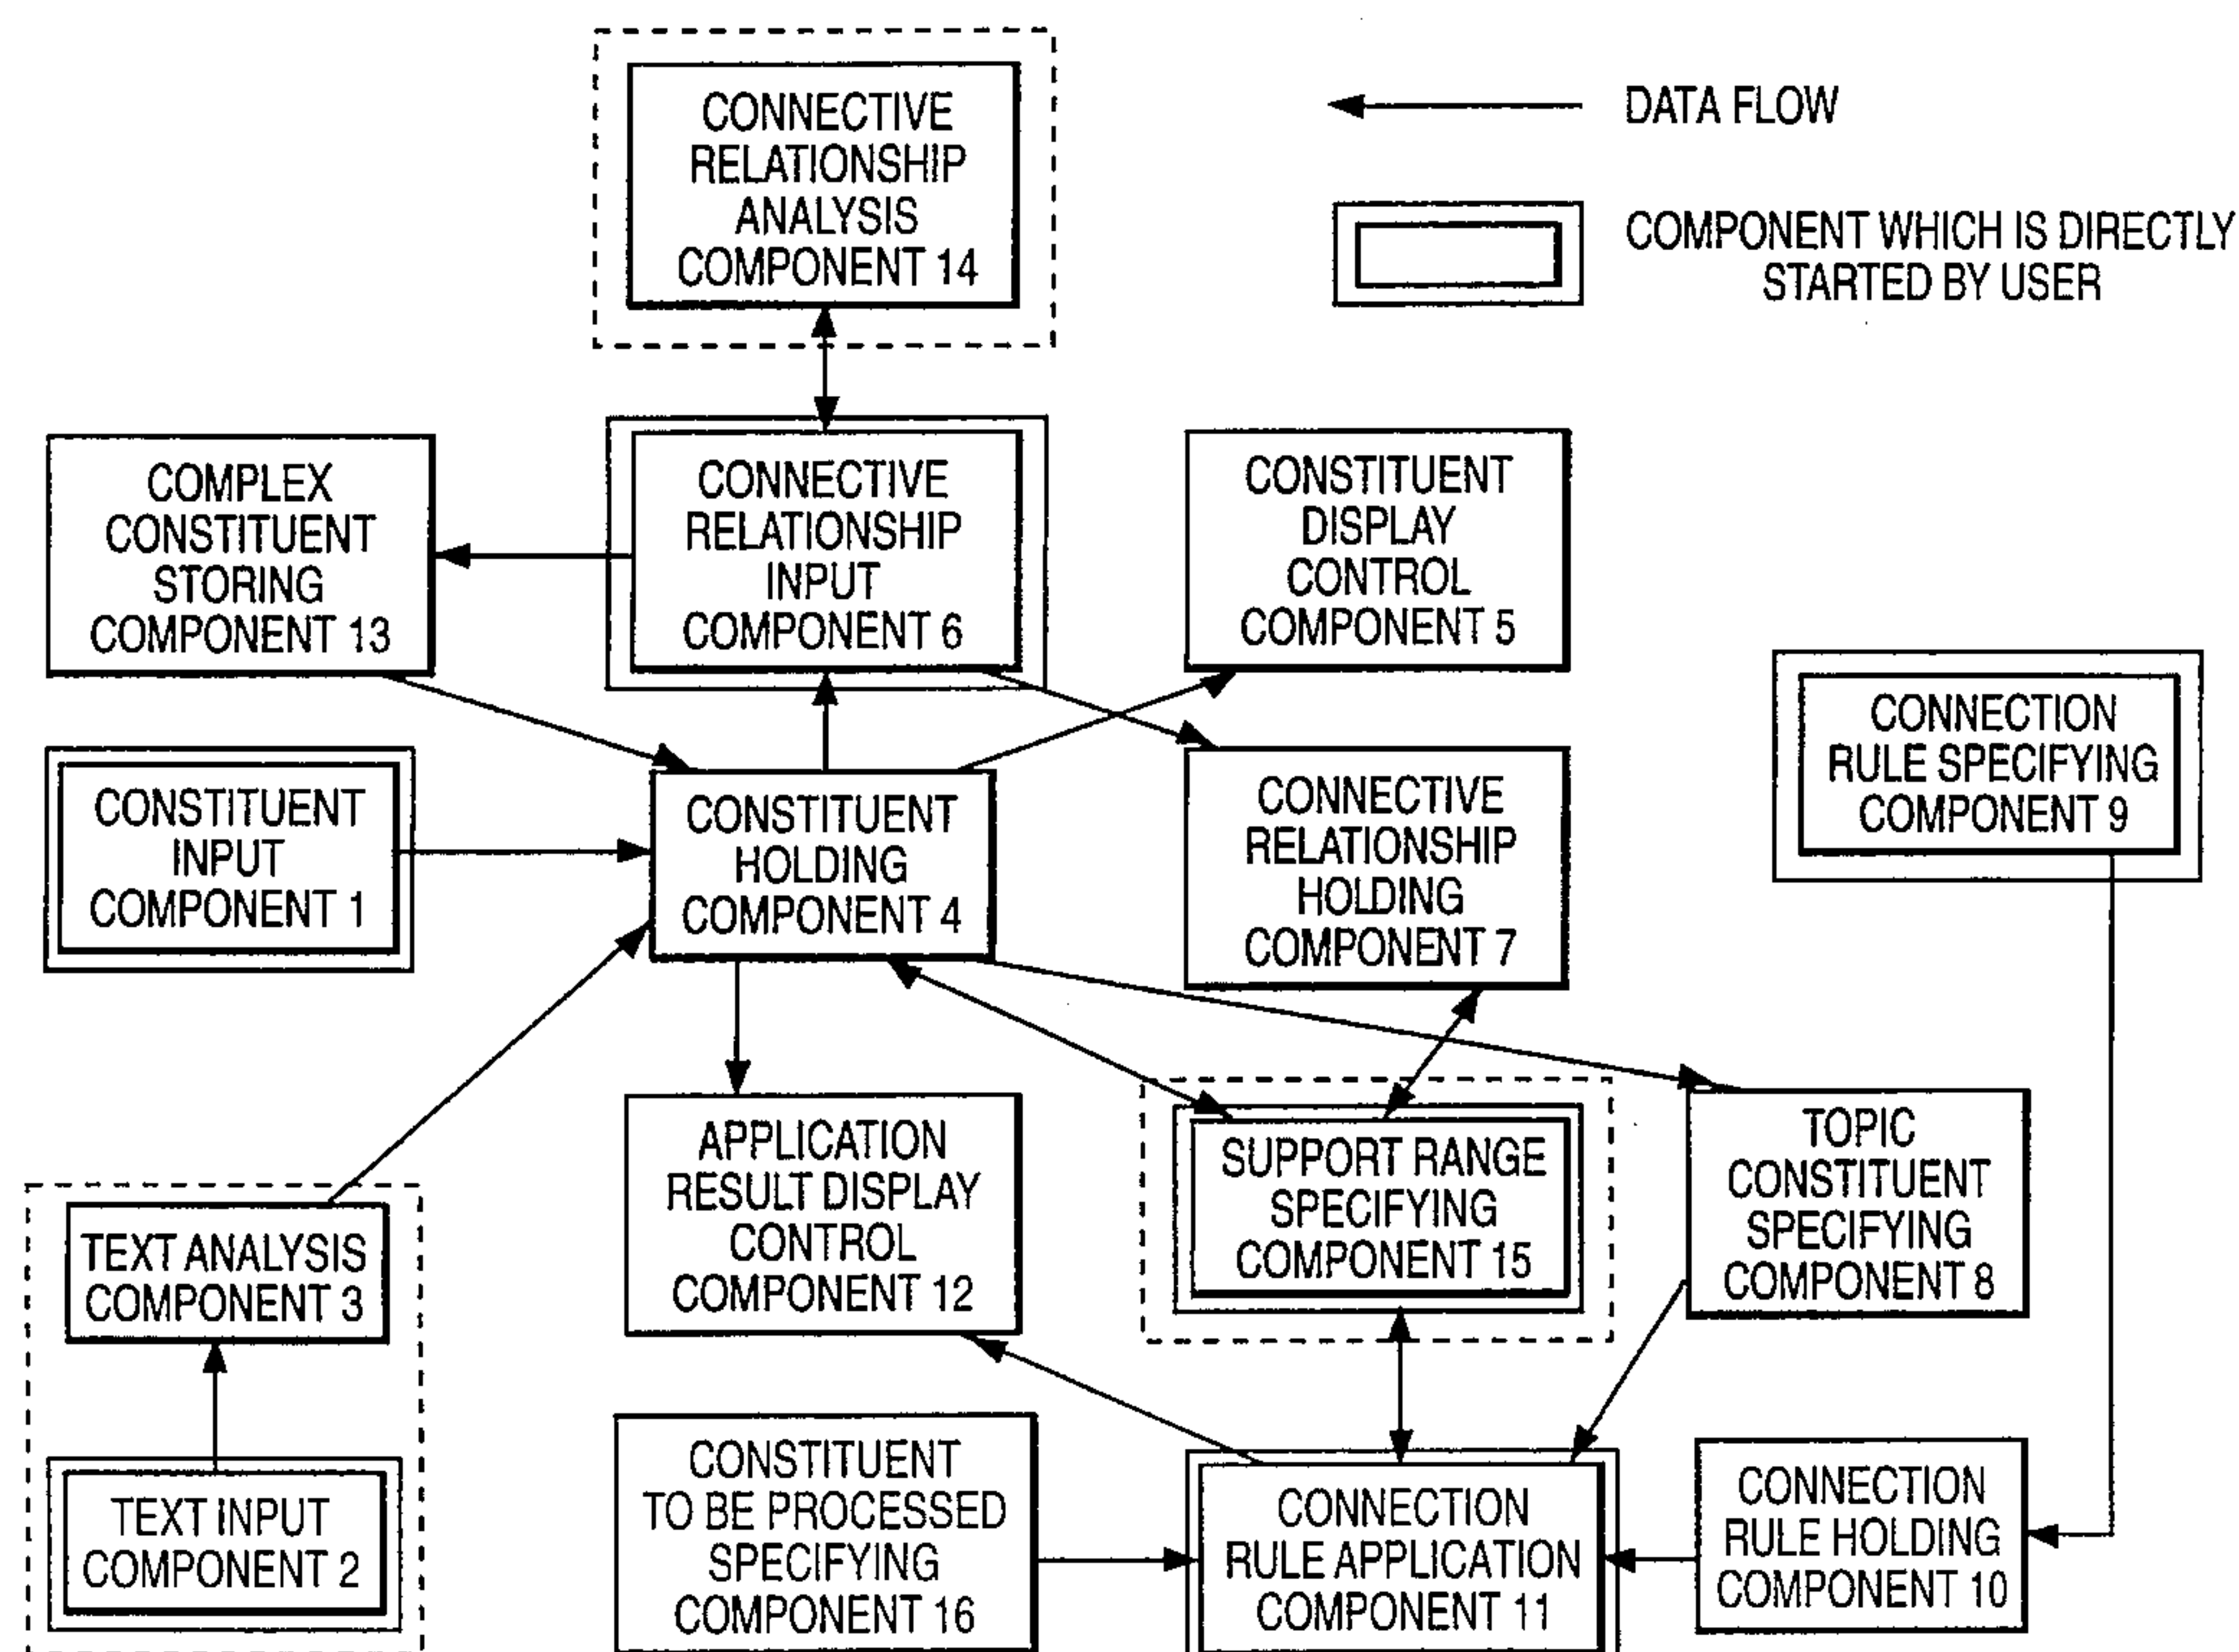 CONNECTIVE
RELATIONSHIP
ANALYSIS
COMPONENT 14
DATA FLOW
COMPONENT WHICH IS DIRECTLY
STARTED BY USER
COMPLEX
CONSTITUENT
STORING
COMPONENT 13
CONNECTIVE
RELATIONSHIP
INPUT
COMPONENT 6
CONSTITUENT
DISPLAY
CONTROL
COMPONENT 5
CONNECTION
RULE SPECIFYING
COMPONENT 9
CONSTITUENT
INPUT
COMPONENT 1
CONSTITUENT
HOLDING
COMPONENT 4
CONNECTIVE
RELATIONSHIP
HOLDING
COMPONENT 7
TEXT ANALYSIS
COMPONENT 3
APPLICATION
RESULT DISPLAY
CONTROL
COMPONENT 12
SUPPORT RANGE
SPECIFYING
COMPONENT 15
TOPIC
CONSTITUENT
SPECIFYING
COMPONENT 8
TEXT INPUT
COMPONENT 2
CONSTITUENT
TO BE PROCESSED
SPECIFYING
COMPONENT 16
CONNECTION
RULE APPLICATION
COMPONENT 11
CONNECTION
RULE HOLDING
COMPONENT 10